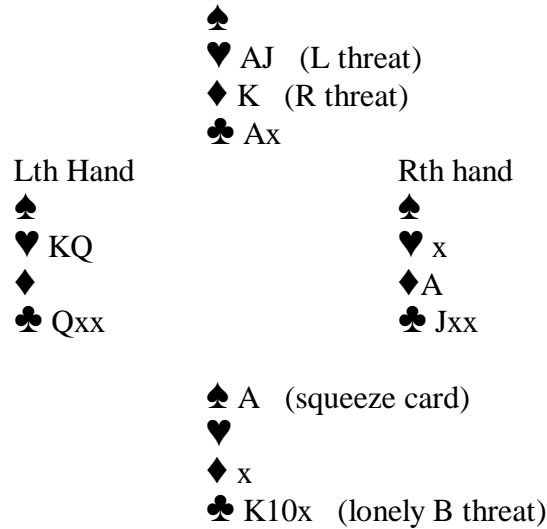 ♠
♥ AJ (L threat)
♦ K (R threat)
♣ Ax
Lth Hand Rth hand
♠ ♠
♥ KQ ♥ x
♦ ♦A
♣ Qxx ♣ Jxx
♠ A (squeeze card)
♥
♦ x
♣ K10x (lonely B threat)